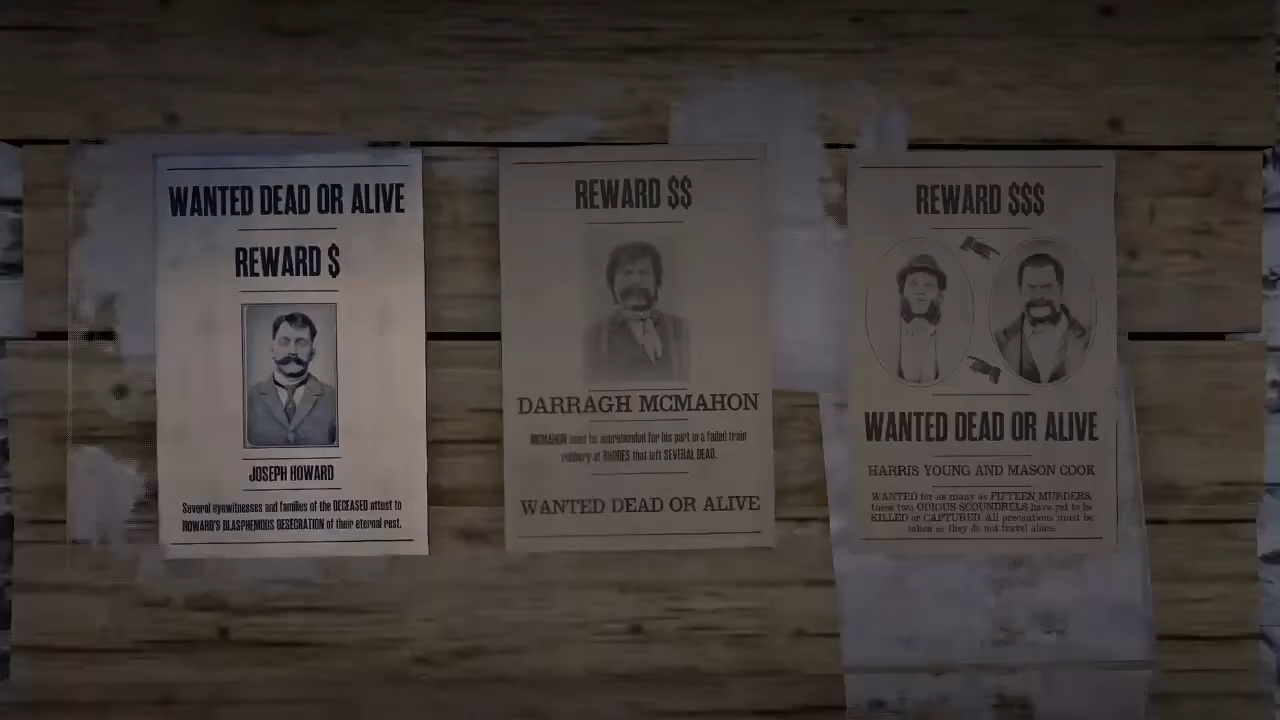 WANTED DEAD OR ALIVE
REWARD $
JOSEPH HOWARD
Several eyewitnesses and families of the DECEASED attest to
HOWARD'S BLASPHEMOUS DESECRATION of their eternal rest.
REWARD $$
DARRAGH MCMAHON
MCMAHON must be apprehended for his part in a failed train
robbery at RHODES that left SEVERAL DEAD.
WANTED DEAD OR ALIVE
REWARD $$$
WANTED DEAD OR ALIVE
HARRIS YOUNG AND MASON COOK
WANTED for as many as FIFTEEN MURDERS,
these two ODIOUS SCOUNDRELS have yet to be
KILLED or CAPTURED. All precautions must be
taken as they do not travel alone.